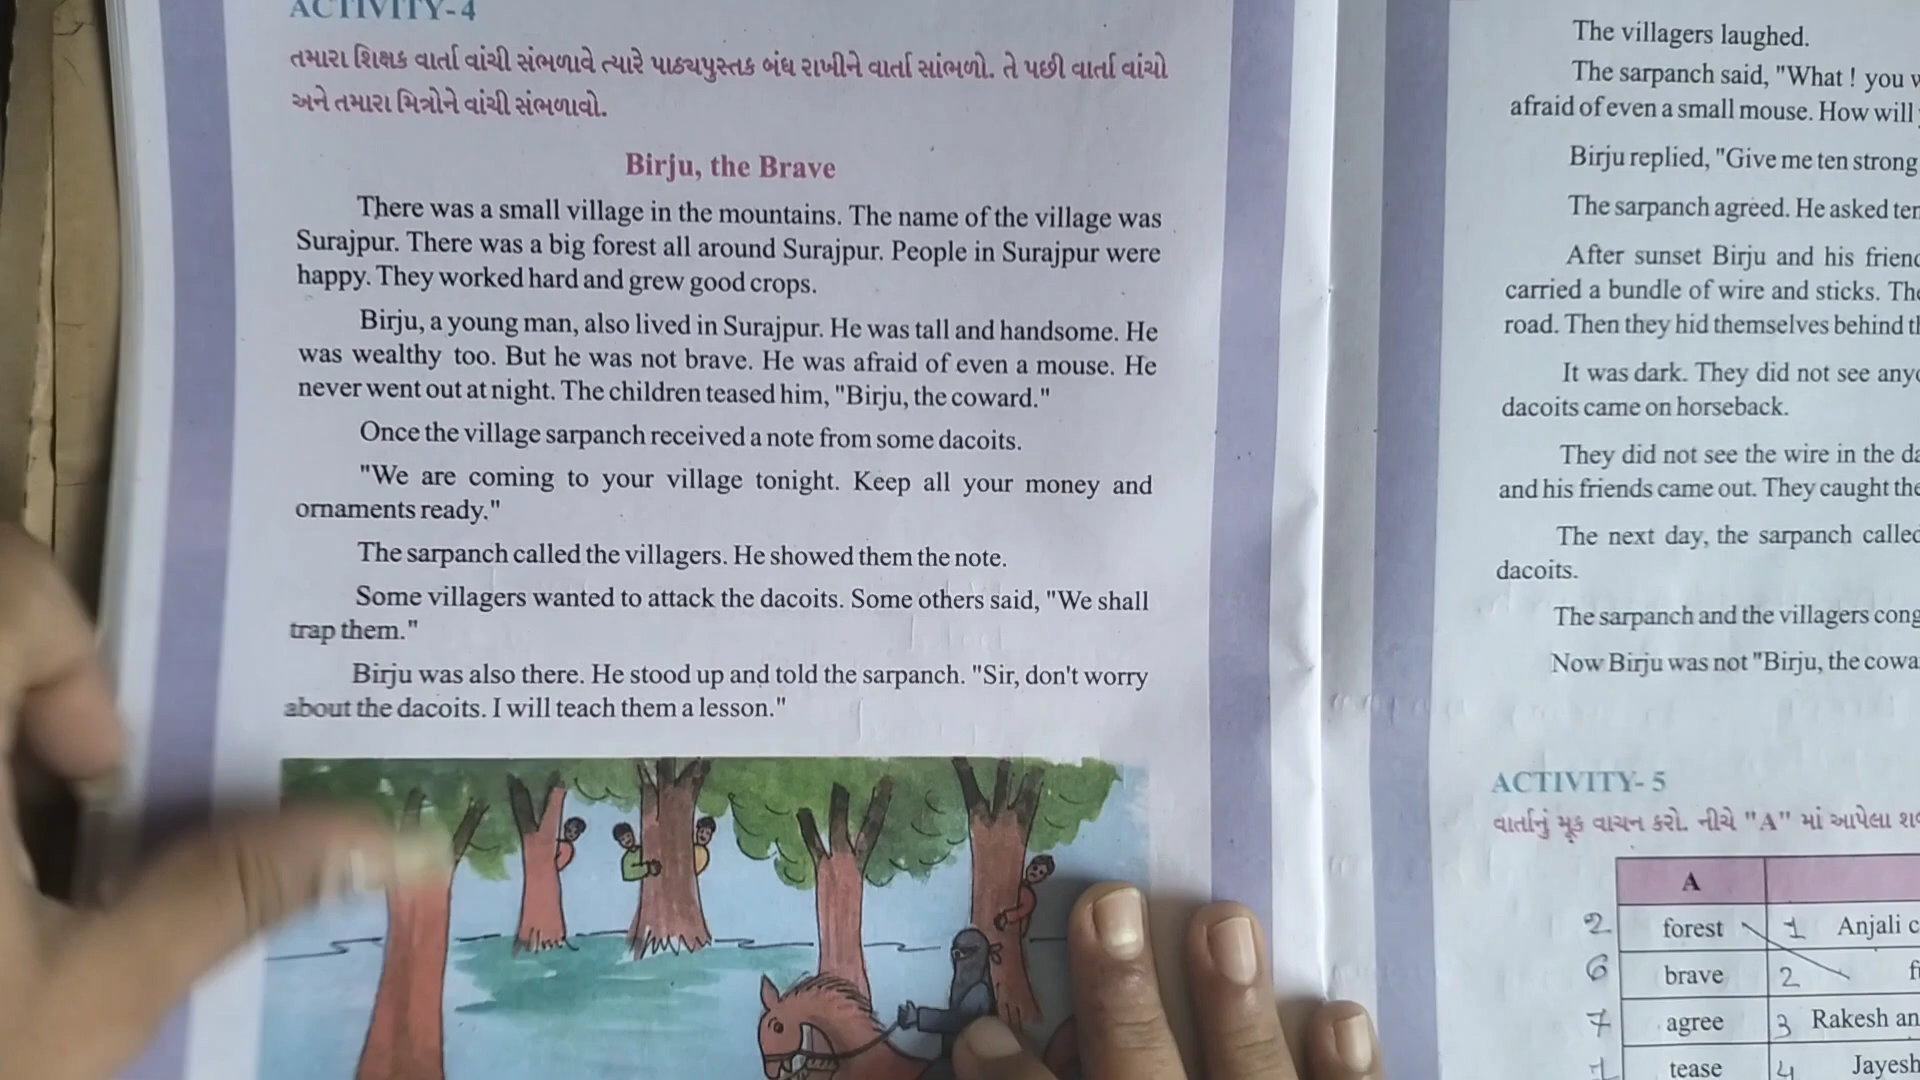 ACTIVITY-4
તમારા શિક્ષક વાર્તા વાંચી સંભળાવે ત્યારે પાઠ્યપુસ્તક બંધ રાખીને વાર્તા સાંભળો. તે પછી વાર્તા વાંચો
અને તમારા મિત્રોને વાંચી સંભળાવો.
Birju, the Brave
There was a small village in the mountains. The name of the village was
Surajpur. There was a big forest all around Surajpur. People in Surajpur were
happy. They worked hard and grew good crops.
Birju, a young man, also lived in Surajpur. He was tall and handsome. He
was wealthy too. But he was not brave. He was afraid of even a mouse. He
never went out at night. The children teased him, "Birju, the coward."
Once the village sarpanch received a note from some dacoits.
"We are coming to your village tonight. Keep all your money and
ornaments ready."
The sarpanch called the villagers. He showed them the note.
Some villagers wanted to attack the dacoits. Some others said, "We shall
trap them."
Birju was also there. He stood up and told the sarpanch. "Sir, don't worry
about the dacoits. I will teach them a lesson."
The villagers laughed.
The sarpanch said, "What ! you
afraid of even a small mouse. How will
Birju replied, "Give me ten strong
The sarpanch agreed. He asked
After sunset Birju and his
carried a bundle of wire and sticks.
road. Then they hid themselves behind
It was dark. They did not see
dacoits came on horseback.
They did not see the wire in the
and his friends came out. They caught
The next day, the sarpanch
dacoits.
The sarpanch and the villagers
Now Birju was not "Birju, the
ACTIVITY- 5
વાર્તાનું મૂક વાચન કરો. નીચે "A" માં આપેલા
A
2 forest 1 Anjali
6 brave 2
7 agree 3 Rakesh
1 tease 4 Jayesh